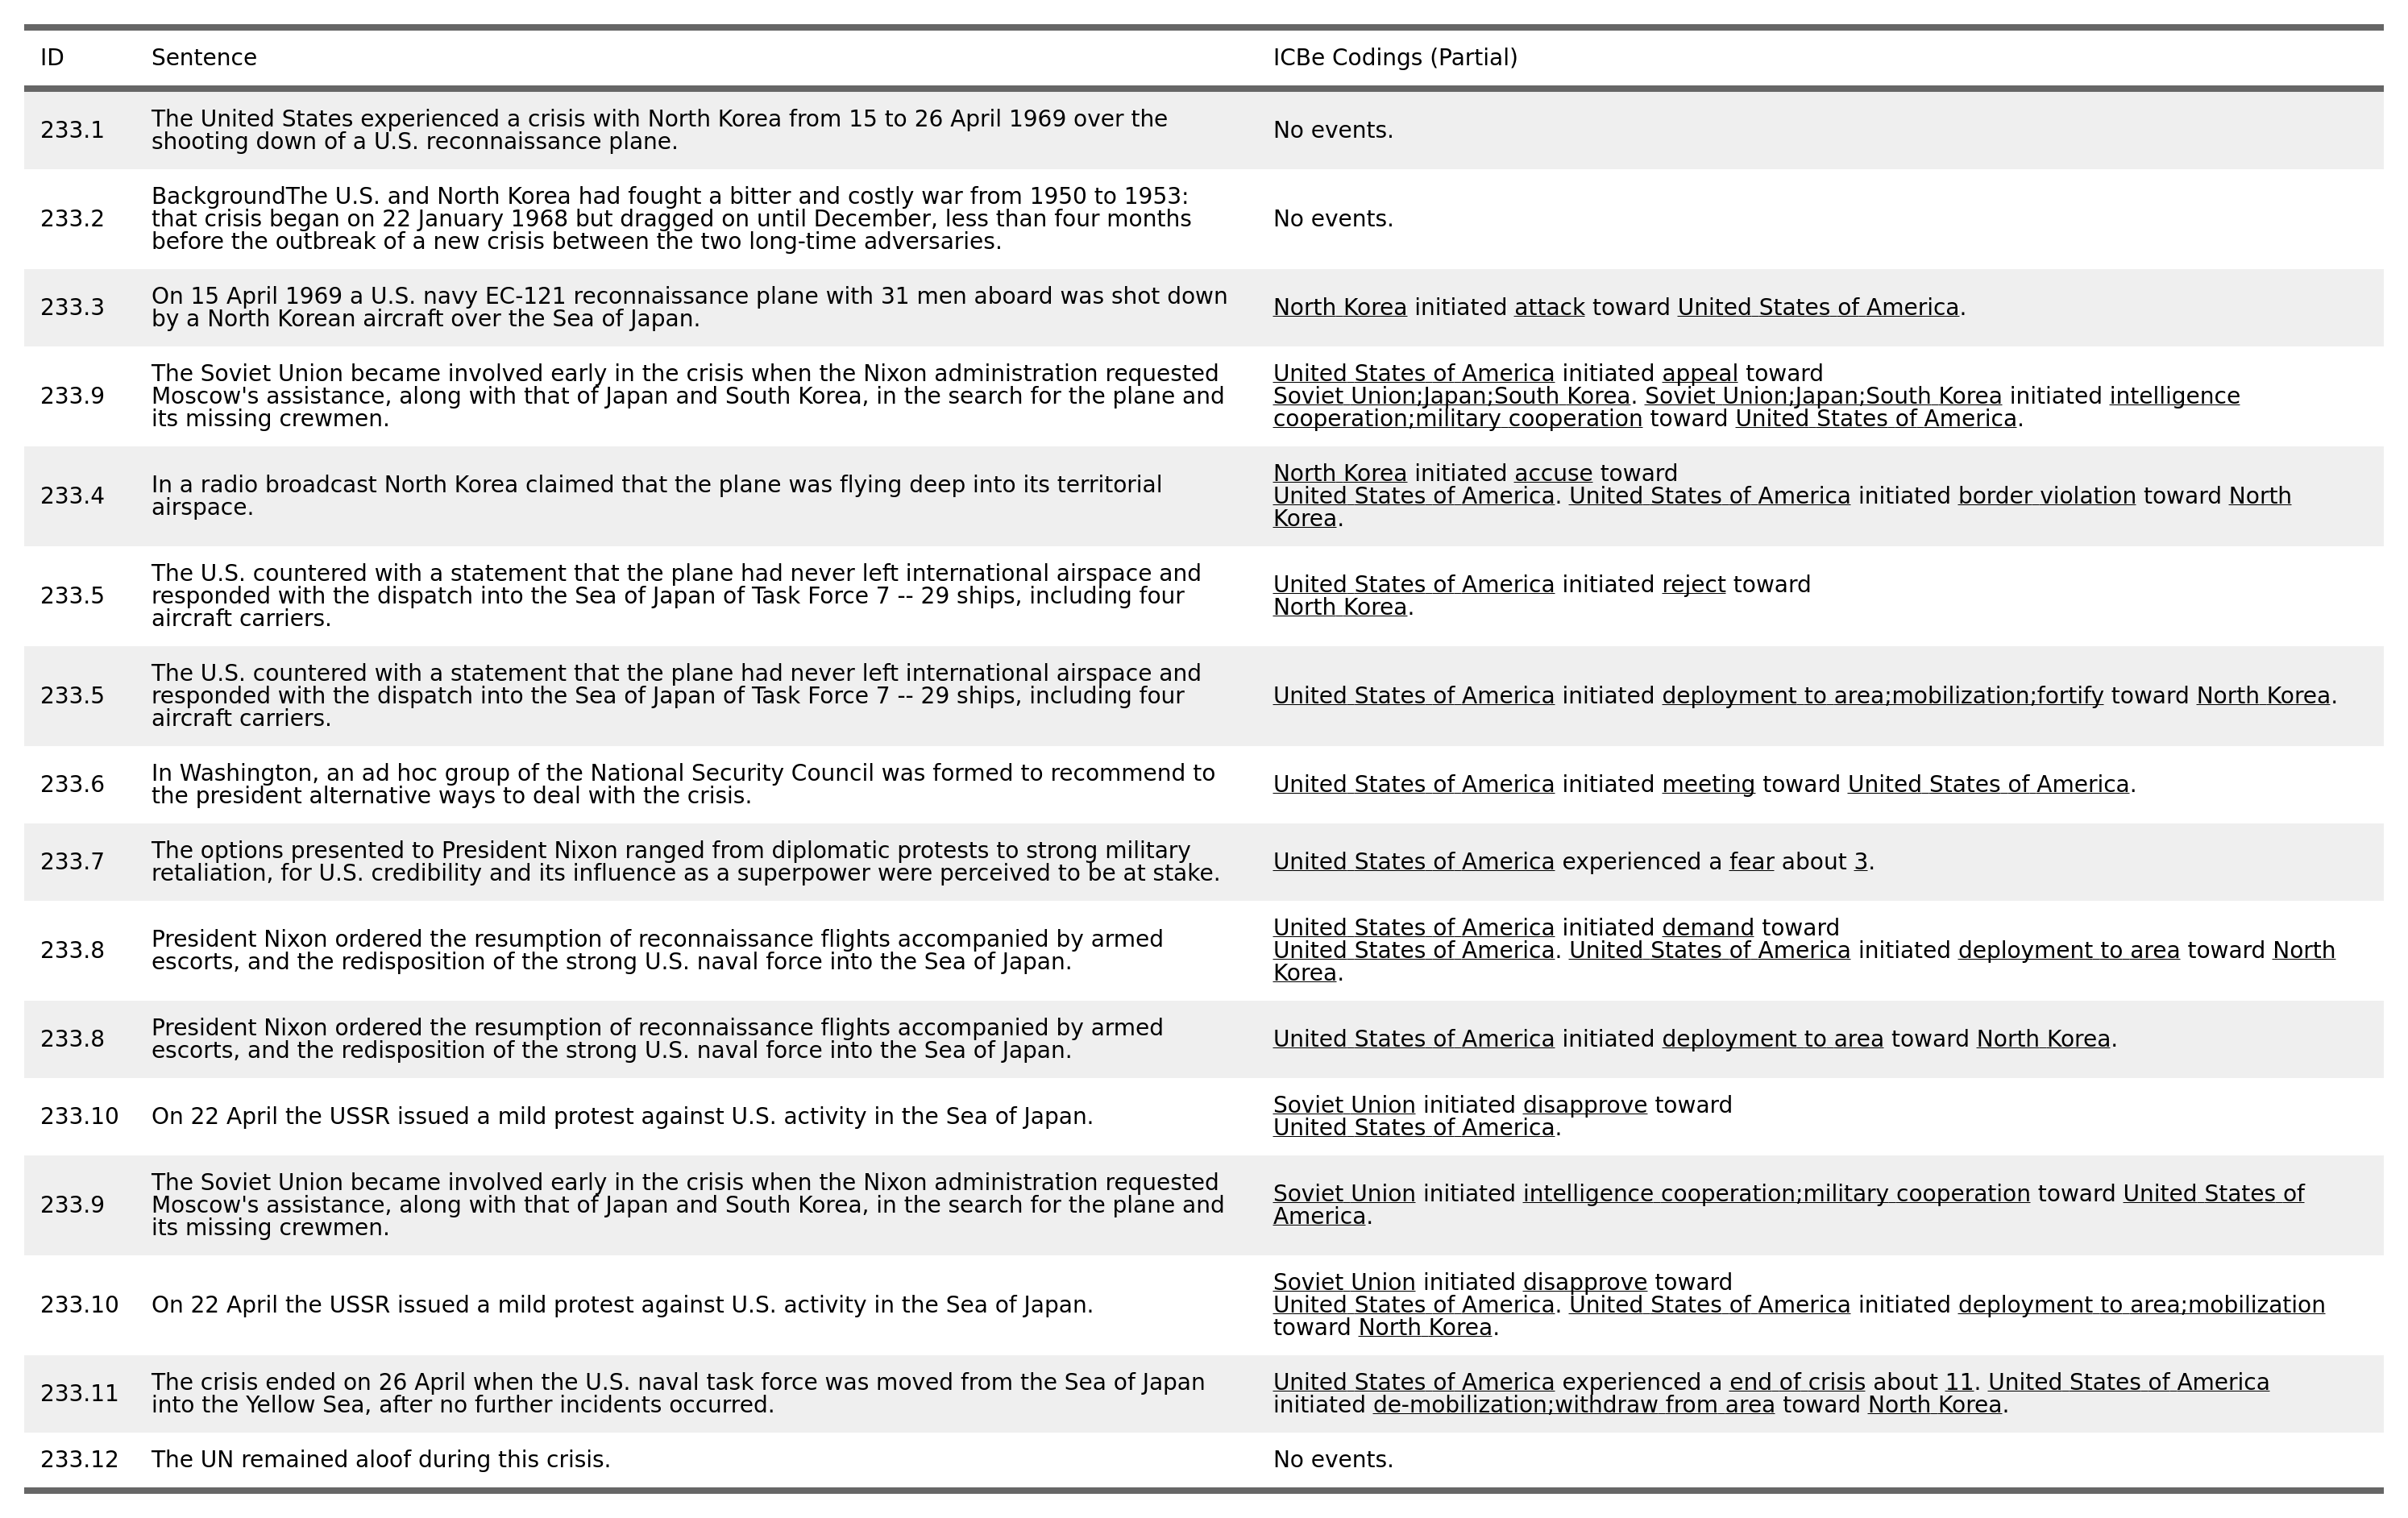 ID Sentence ICBe Codings (Partial)
233.1 The United States experienced a crisis with North Korea from 15 to 26 April 1969 over the
shooting down of a U.S. reconnaissance plane.
No events.
233.2 BackgroundThe U.S. and North Korea had fought a bitter and costly war from 1950 to 1953:
that crisis began on 22 January 1968 but dragged on until December, less than four months
before the outbreak of a new crisis between the two long-time adversaries.
No events.
233.3 On 15 April 1969 a U.S. navy EC-121 reconnaissance plane with 31 men aboard was shot down
by a North Korean aircraft over the Sea of Japan.
North Korea initiated attack toward United States of America.
233.9 The Soviet Union became involved early in the crisis when the Nixon administration requested
Moscow's assistance, along with that of Japan and South Korea, in the search for the plane and
its missing crewmen.
United States of America initiated appeal toward
Soviet Union;Japan;South Korea. Soviet Union;Japan;South Korea initiated intelligence
cooperation;military cooperation toward United States of America.
233.4 In a radio broadcast North Korea claimed that the plane was flying deep into its territorial
airspace.
North Korea initiated accuse toward
United States of America. United States of America initiated border violation toward North
Korea.
233.5 The U.S. countered with a statement that the plane had never left international airspace and
responded with the dispatch into the Sea of Japan of Task Force 7 -- 29 ships, including four
aircraft carriers.
United States of America initiated reject toward
North Korea.
233.5 The U.S. countered with a statement that the plane had never left international airspace and
responded with the dispatch into the Sea of Japan of Task Force 7 -- 29 ships, including four
aircraft carriers.
United States of America initiated deployment to area;mobilization;fortify toward North Korea.
233.6 In Washington, an ad hoc group of the National Security Council was formed to recommend to
the president alternative ways to deal with the crisis.
United States of America initiated meeting toward United States of America.
233.7 The options presented to President Nixon ranged from diplomatic protests to strong military
retaliation, for U.S. credibility and its influence as a superpower were perceived to be at stake.
United States of America experienced a fear about 3.
233.8 President Nixon ordered the resumption of reconnaissance flights accompanied by armed
escorts, and the redisposition of the strong U.S. naval force into the Sea of Japan.
United States of America initiated demand toward
United States of America. United States of America initiated deployment to area toward North
Korea.
233.8 President Nixon ordered the resumption of reconnaissance flights accompanied by armed
escorts, and the redisposition of the strong U.S. naval force into the Sea of Japan.
United States of America initiated deployment to area toward North Korea.
233.10 On 22 April the USSR issued a mild protest against U.S. activity in the Sea of Japan.
Soviet Union initiated disapprove toward
United States of America.
233.9 The Soviet Union became involved early in the crisis when the Nixon administration requested
Moscow's assistance, along with that of Japan and South Korea, in the search for the plane and
its missing crewmen.
Soviet Union initiated intelligence cooperation;military cooperation toward United States of
America.
233.10 On 22 April the USSR issued a mild protest against U.S. activity in the Sea of Japan.
Soviet Union initiated disapprove toward
United States of America. United States of America initiated deployment to area;mobilization
toward North Korea.
233.11 The crisis ended on 26 April when the U.S. naval task force was moved from the Sea of Japan
into the Yellow Sea, after no further incidents occurred.
United States of America experienced a end of crisis about 11. United States of America
initiated de-mobilization;withdraw from area toward North Korea.
233.12 The UN remained aloof during this crisis.
No events.